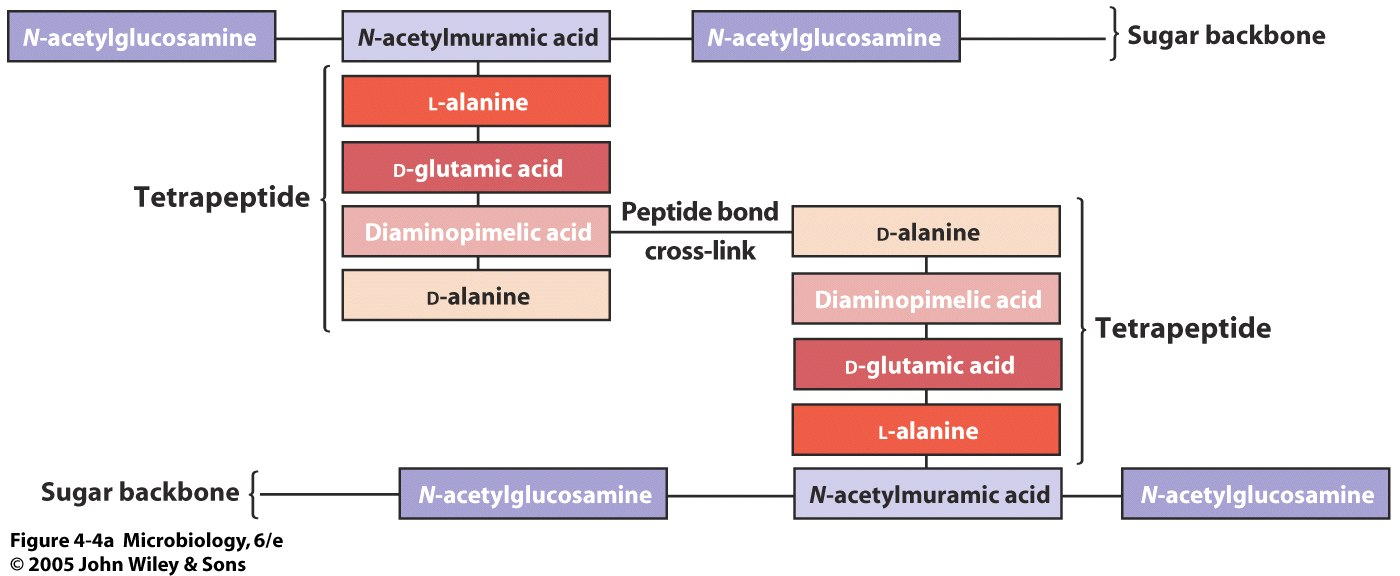 N-acetylglucosamine
N-acetylmuramic acid
N-acetylglucosamine
Sugar backbone
L-alanine
D-glutamic acid
Tetrapeptide
Diaminopimelic acid
Peptide bond
cross-link
D-alanine
D-alanine
Diaminopimelic acid
Tetrapeptide
D-glutamic acid
L-alanine
Sugar backbone
N-acetylglucosamine
N-acetylmuramic acid
N-acetylglucosamine
Figure 4-4a Microbiology, 6/e
© 2005 John Wiley & Sons